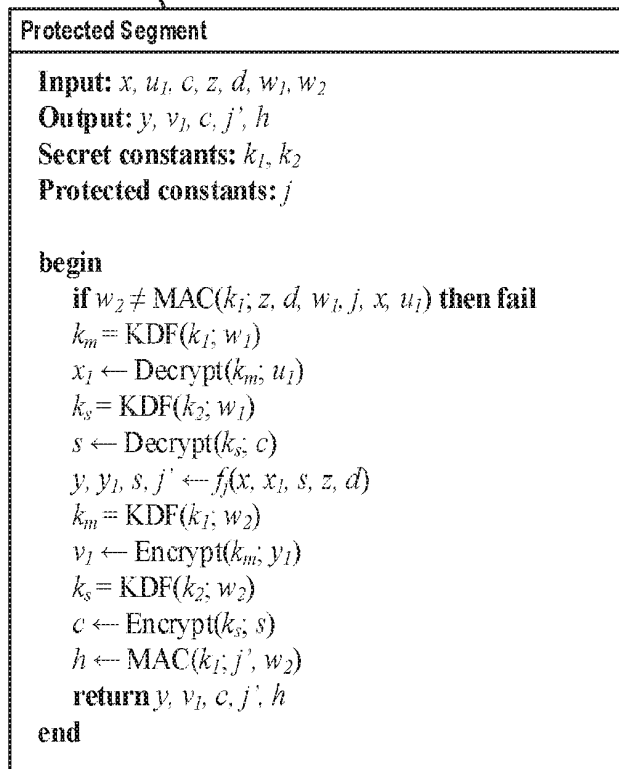 Protected Segment
Input: x, u₁, c, z, d, w₁, w₂
Output: y, v₁, c, j', h
Secret constants: k₁, k₂
Protected constants: j
begin
if w₂ ≠ MAC(k₁; z, d, w₁, j, x, u₁) then fail
kₘ = KDF(k₁; w₁)
x₁ ← Decrypt(kₘ; u₁)
kₛ = KDF(k₂; w₁)
s ← Decrypt(kₛ; c)
y, y₁, s, j' ← fⱼ(x, x₁, s, z, d)
kₘ = KDF(k₁; w₂)
v₁ ← Encrypt(kₘ; y₁)
kₛ = KDF(k₂; w₂)
c ← Encrypt(kₛ; s)
h ← MAC(k₁; j', w₂)
return y, v₁, c, j', h
end